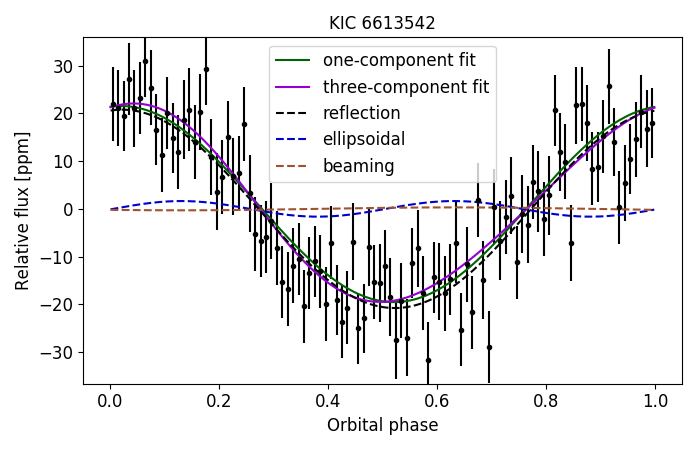 KIC 6613542
one-component fit
three-component fit
reflection
ellipsoidal
beaming
Relative flux [ppm]
30
20
10
0
−10
−20
−30
0.0 0.2 0.4 0.6 0.8 1.0
Orbital phase